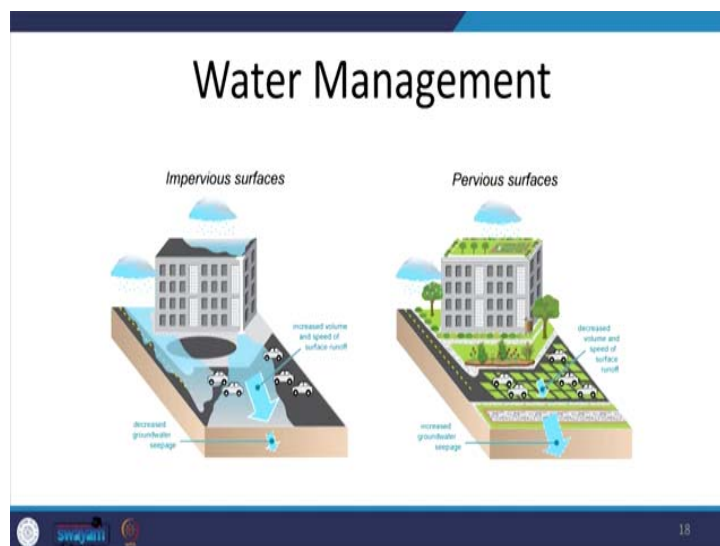 Water Management
Impervious surfaces
Pervious surfaces
increased volume
and speed of
surface runoff
decreased
groundwater
seepage
decreased
volume and
speed of
surface
runoff
increased
groundwater
seepage
swayam
18